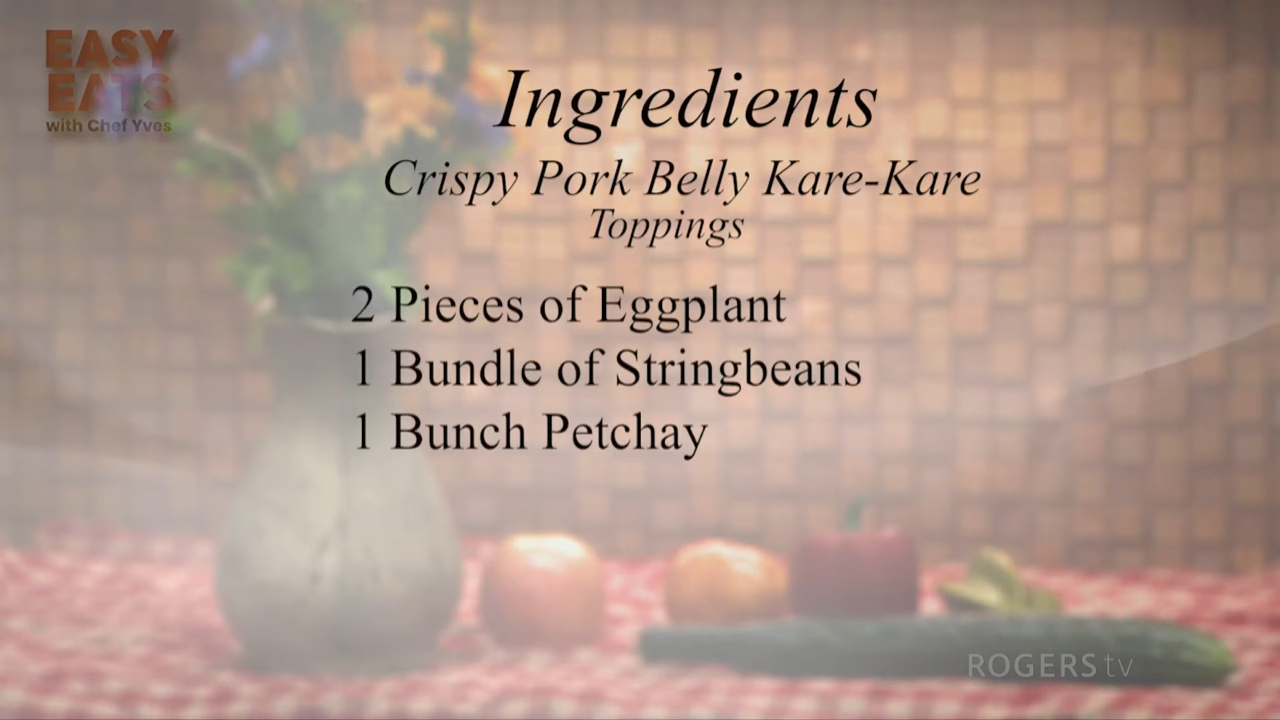 EASY
EATS
with Chef Yves
Ingredients
Crispy Pork Belly Kare-Kare
Toppings
2 Pieces of Eggplant
1 Bundle of Stringbeans
1 Bunch Petchay
ROGERS tv